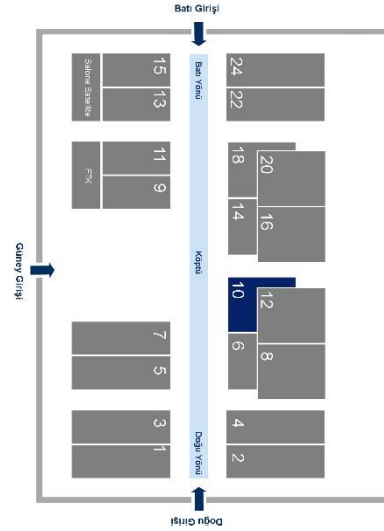 Batı Girişi
15
13
Salone Satellite
24
22
Batı Yönü
11
9
FTK
18
20
14
16
Köprü
Güney Girişi
10
12
6
8
7
5
3
1
4
2
Doğu Yönü
Doğu Girişi